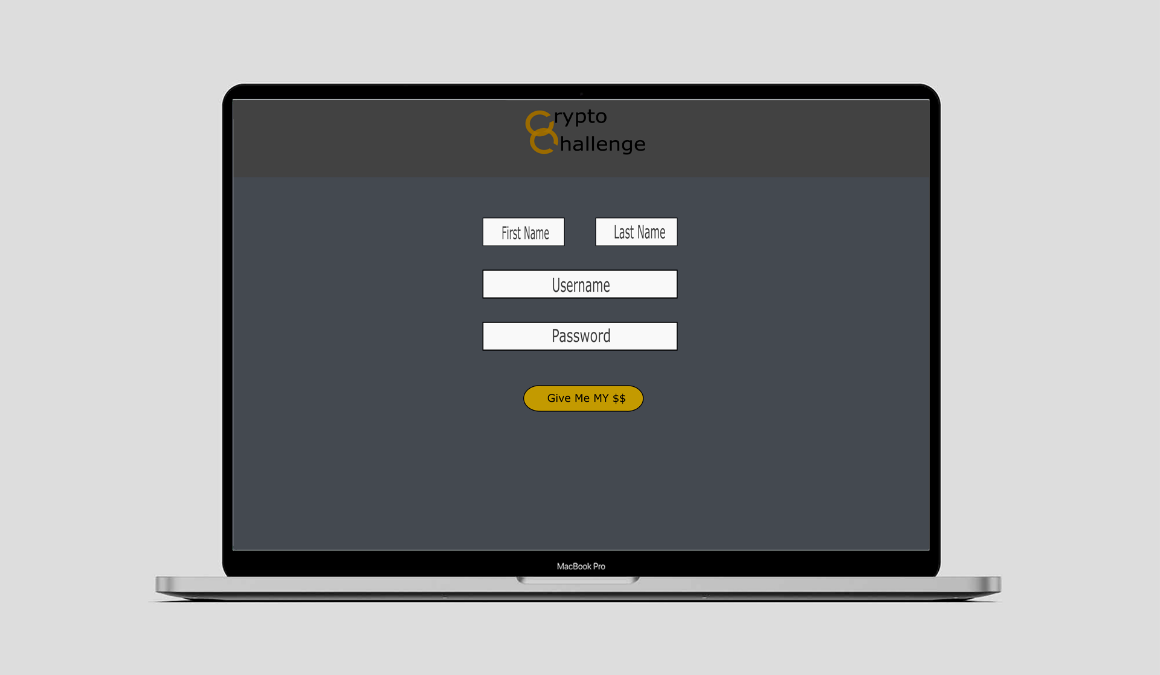 Crypto
Challenge
First Name Last Name
Username
Password
Give Me MY $$
MacBook Pro